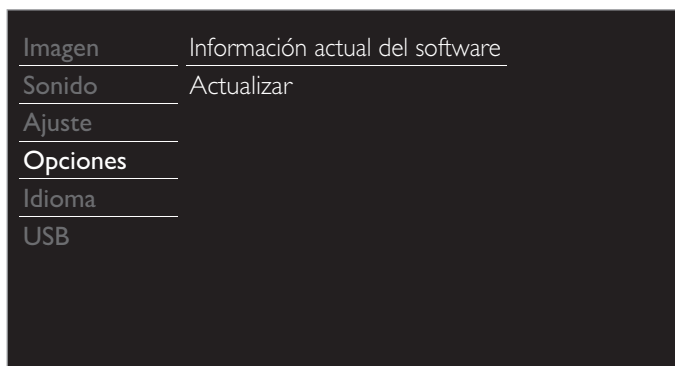 Imagen
Sonido
Ajuste
Opciones
Idioma
USB
Información actual del software
Actualizar